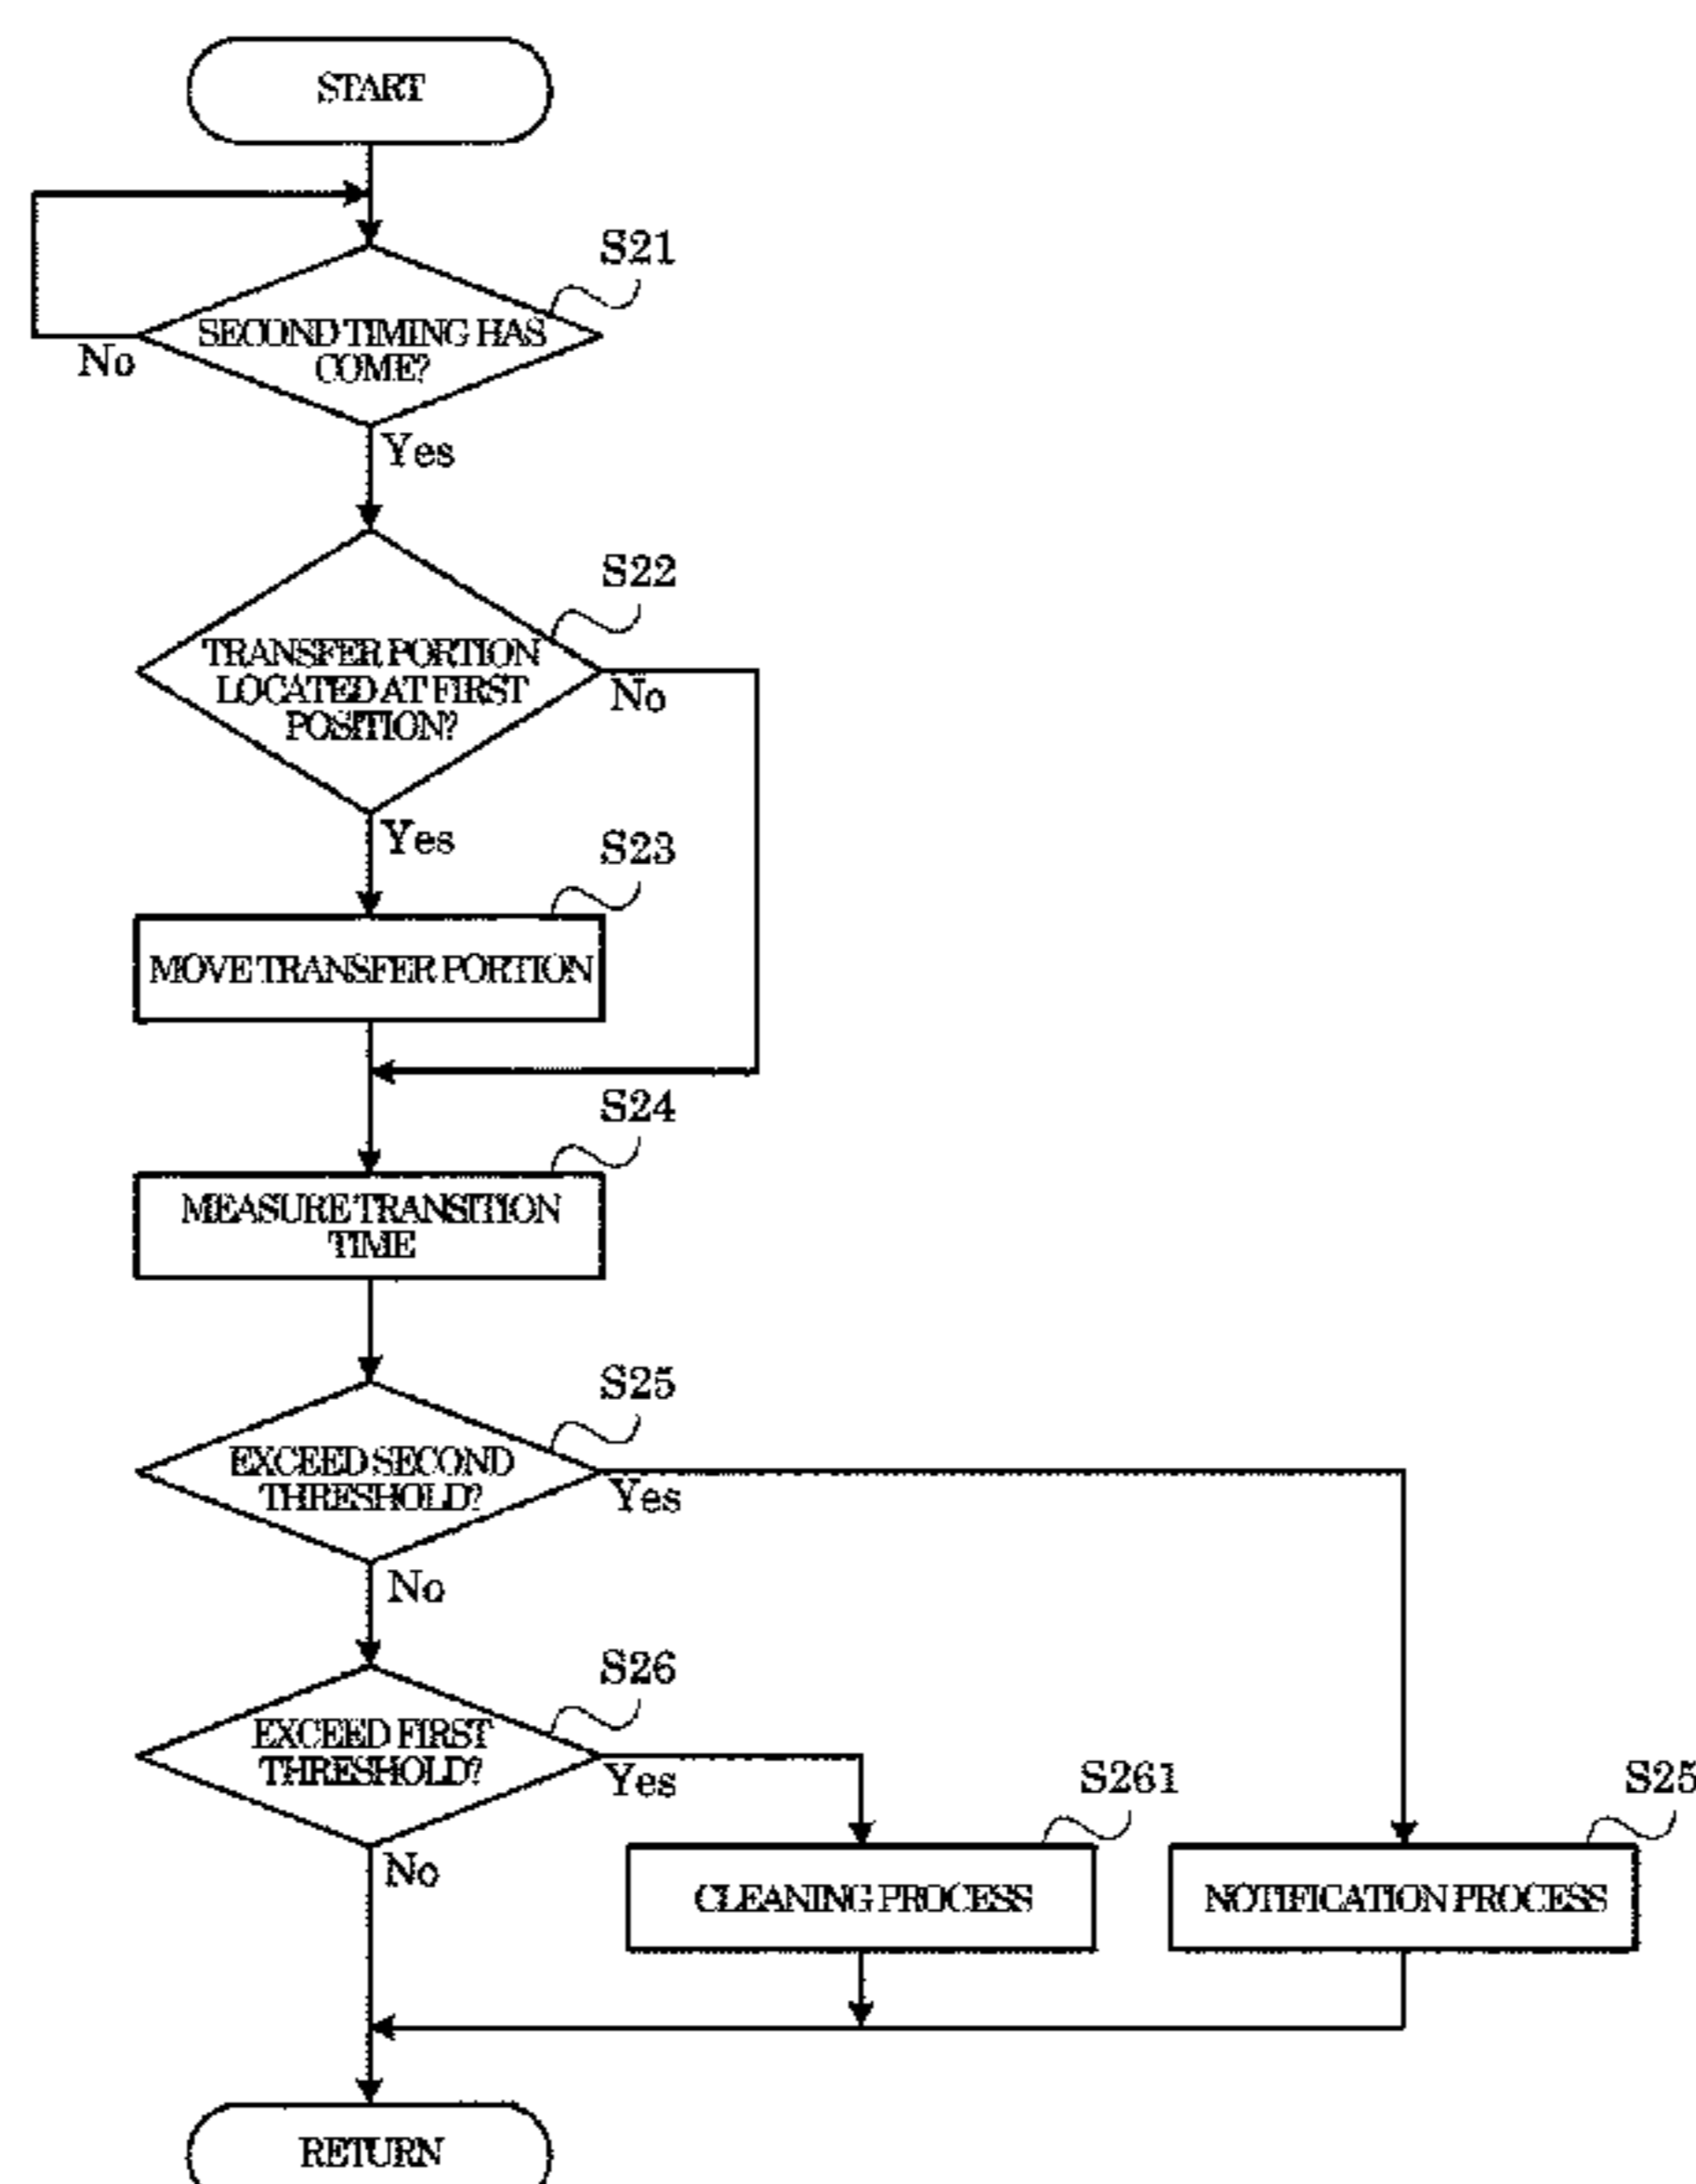 START
S21
SECOND TIMING HAS
COME?
No
Yes
S22
TRANSFER PORTION
LOCATED AT FIRST
POSITION?
No
Yes
S23
MOVE TRANSFER PORTION
S24
MEASURE TRANSITION
TIME
S25
EXCEED SECOND
THRESHOLD?
Yes
No
S26
EXCEED FIRST
THRESHOLD?
Yes
No
S261
CLEANING PROCESS
S25
NOTIFICATION PROCESS
RETURN